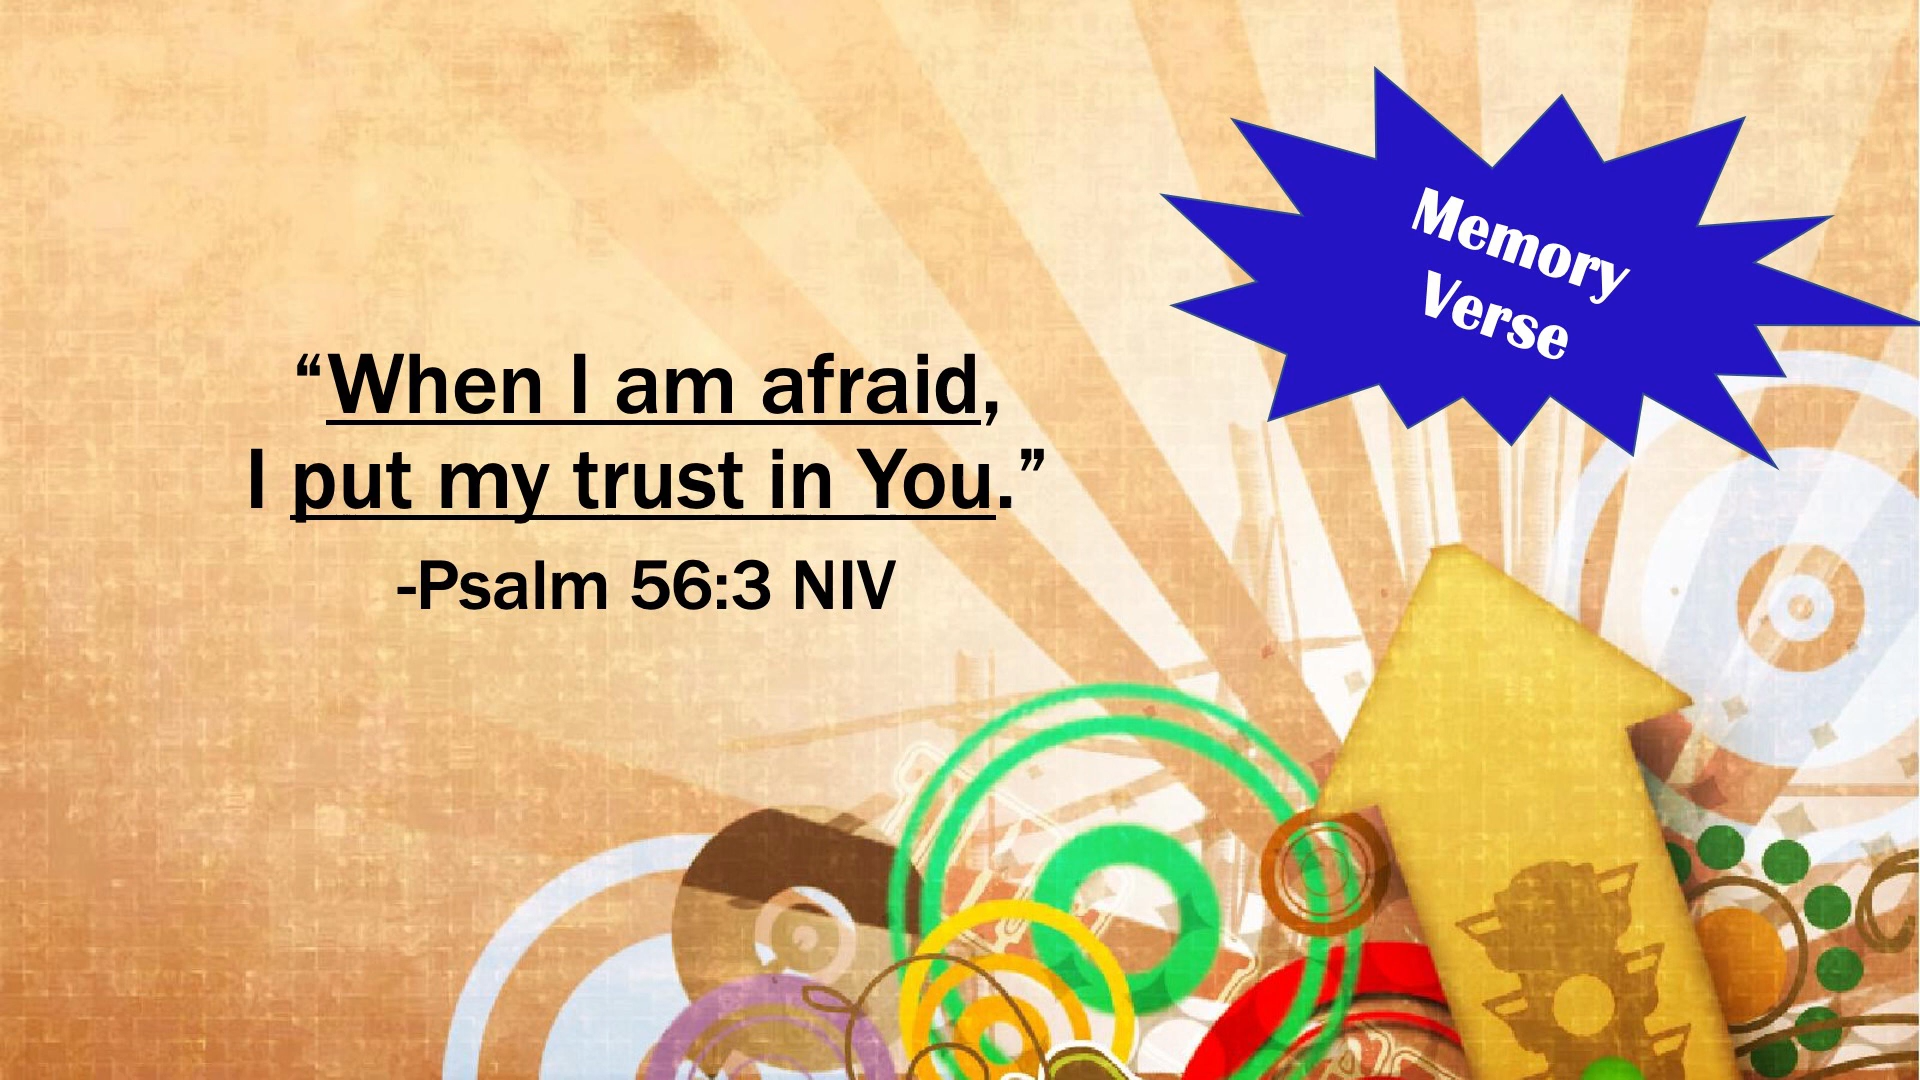 Memory
Verse
“When I am afraid,
I put my trust in You.”
-Psalm 56:3 NIV